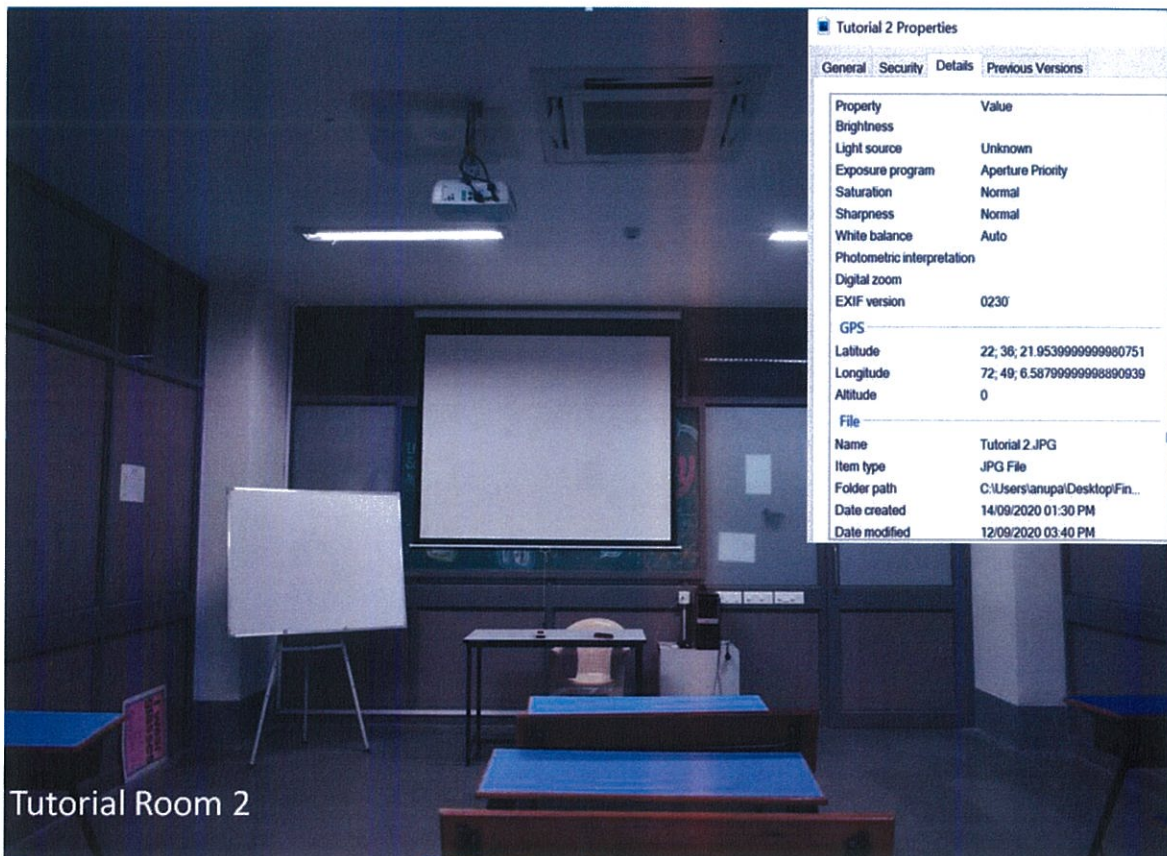 Tutorial 2 Properties
General Security Details Previous Versions
Property Value
Brightness
Light source Unknown
Exposure program Aperture Priority
Saturation Normal
Sharpness Normal
White balance Auto
Photometric interpretation
Digital zoom
EXIF version 0230
GPS
Latitude 22; 36; 21.9539999999980751
Longitude 72; 49; 6.58799999998890939
Altitude 0
File
Name Tutorial 2.JPG
Item type JPG File
Folder path C:\Users\anupa\Desktop\Fin...
Date created 14/09/2020 01:30 PM
Date modified 12/09/2020 03:40 PM
Tutorial Room 2